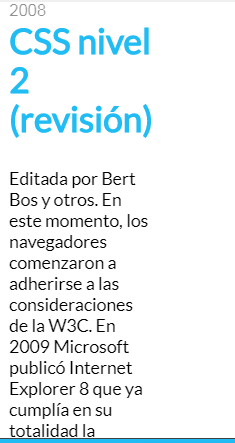 2008
CSS nivel
2
(revisión)
Editada por Bert
Bos y otros. En
este momento, los
navegadores
comenzaron a
adherirse a las
consideraciones
de la W3C. En
2009 Microsoft
publicó Internet
Explorer 8 que ya
cumplía en su
totalidad la